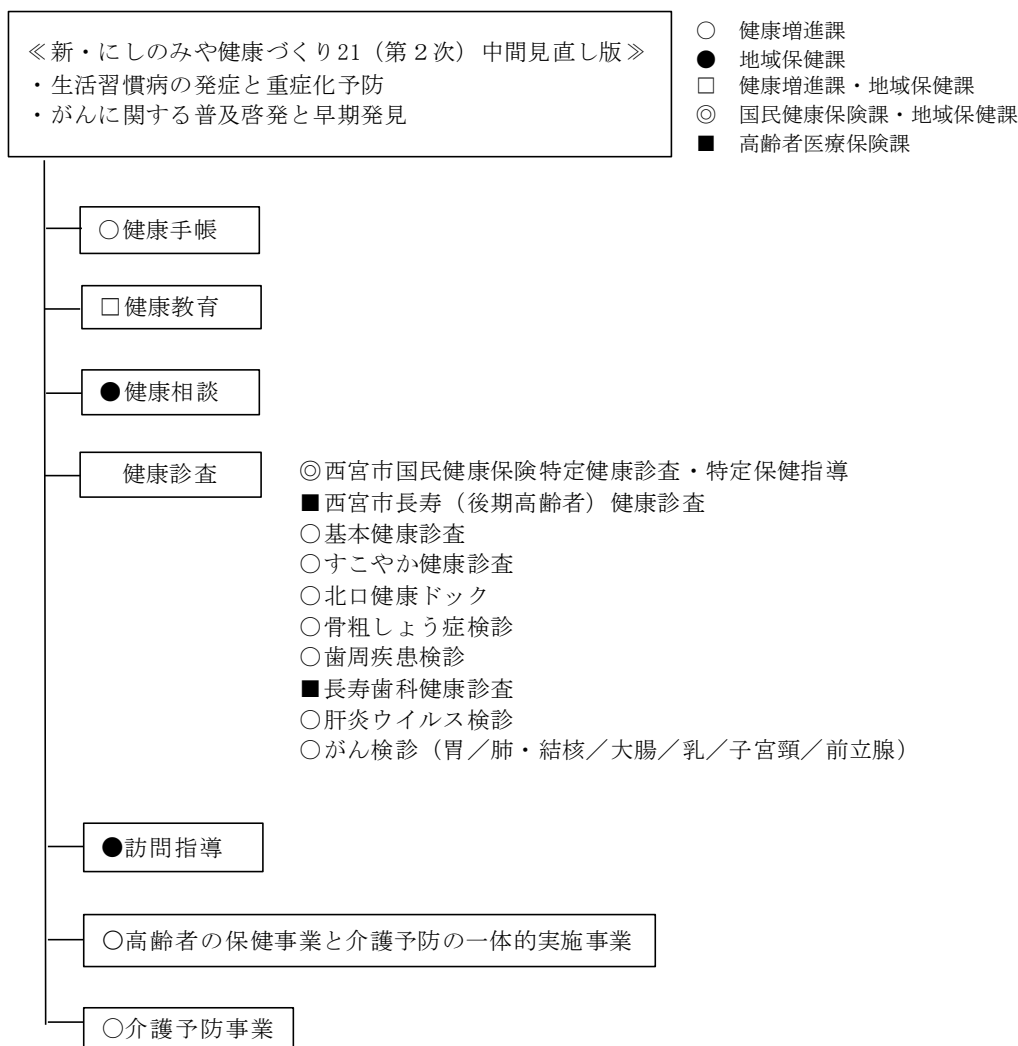 ≪新・にしのみや健康づくり21（第２次）中間見直し版≫
・生活習慣病の発症と重症化予防
・がんに関する普及啓発と早期発見
○　健康増進課
●　地域保健課
□　健康増進課・地域保健課
◎　国民健康保険課・地域保健課
■　高齢者医療保険課
○健康手帳
□健康教育
●健康相談
健康診査
◎西宮市国民健康保険特定健康診査・特定保健指導
■西宮市長寿（後期高齢者）健康診査
○基本健康診査
○すこやか健康診査
○北口健康ドック
○骨粗しょう症検診
○歯周疾患検診
■長寿歯科健康診査
○肝炎ウイルス検診
○がん検診（胃／肺・結核／大腸／乳／子宮頸／前立腺）
●訪問指導
○高齢者の保健事業と介護予防の一体的実施事業
○介護予防事業